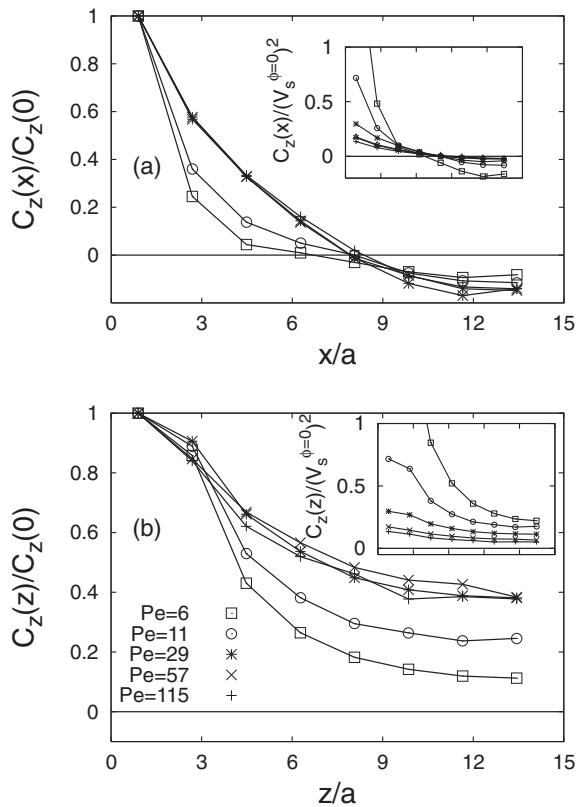 C_z(x)/C_z(0)
1
0.8
0.6
0.4
0.2
0
(a)
0 3 6 9 12 15
x/a
C_z(x)/(V_s^{ϕ=0})^2
1
0.5
0
C_z(z)/C_z(0)
1
0.8
0.6
0.4
0.2
0
(b)
Pe=6
Pe=11
Pe=29
Pe=57
Pe=115
0 3 6 9 12 15
z/a
C_z(z)/(V_s^{ϕ=0})^2
1
0.5
0